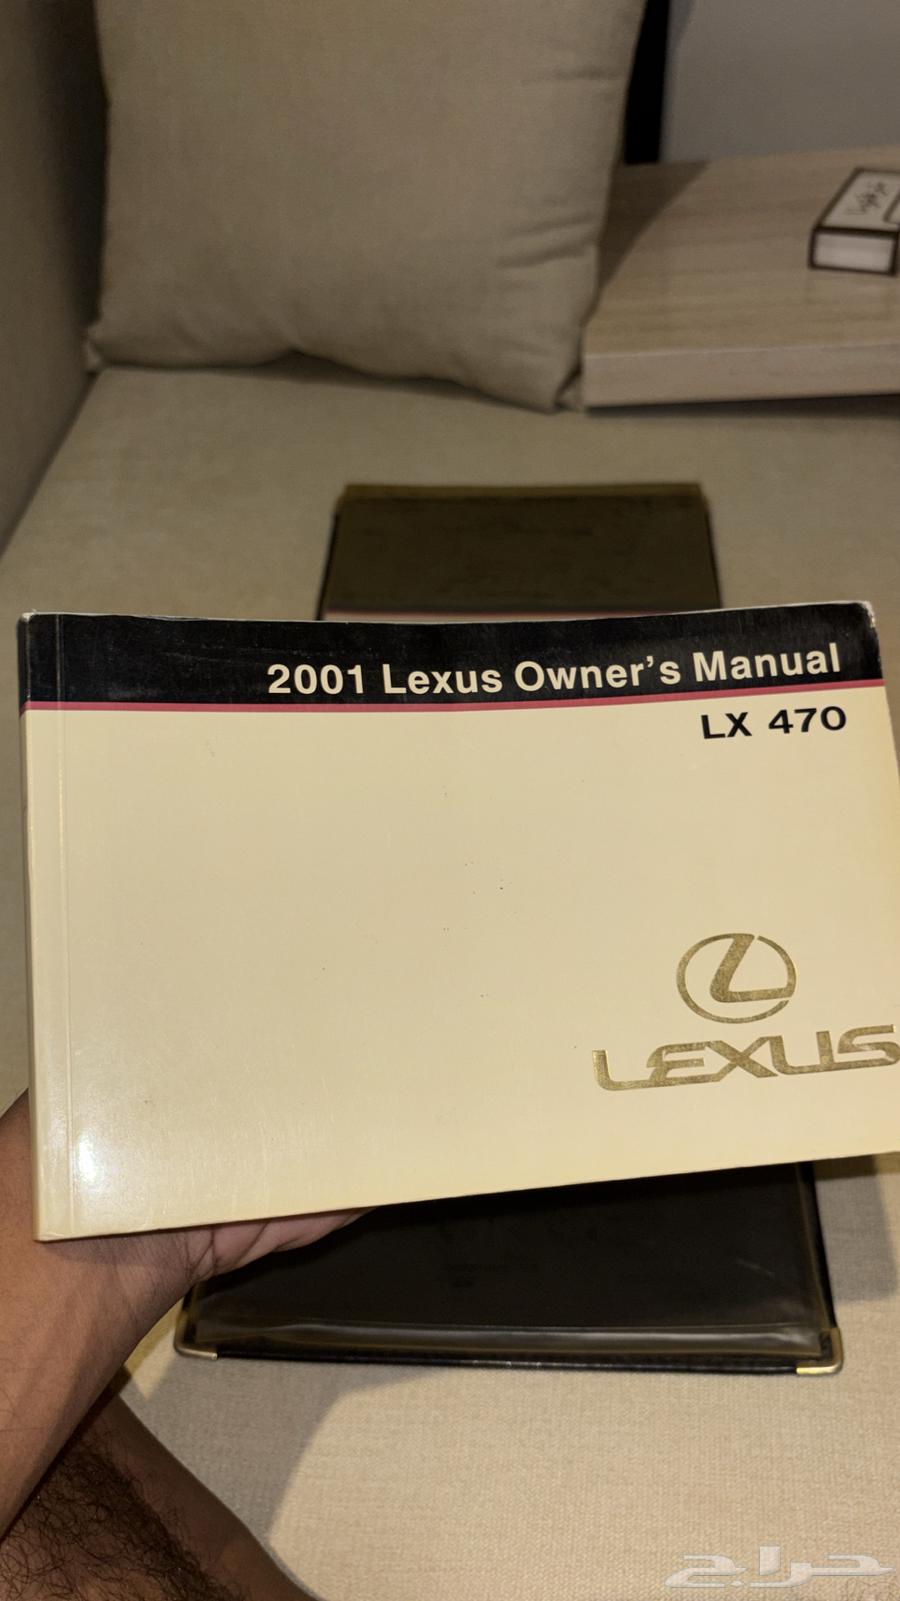 2001 Lexus Owner's Manual
LX 470
LEXUS
حراج